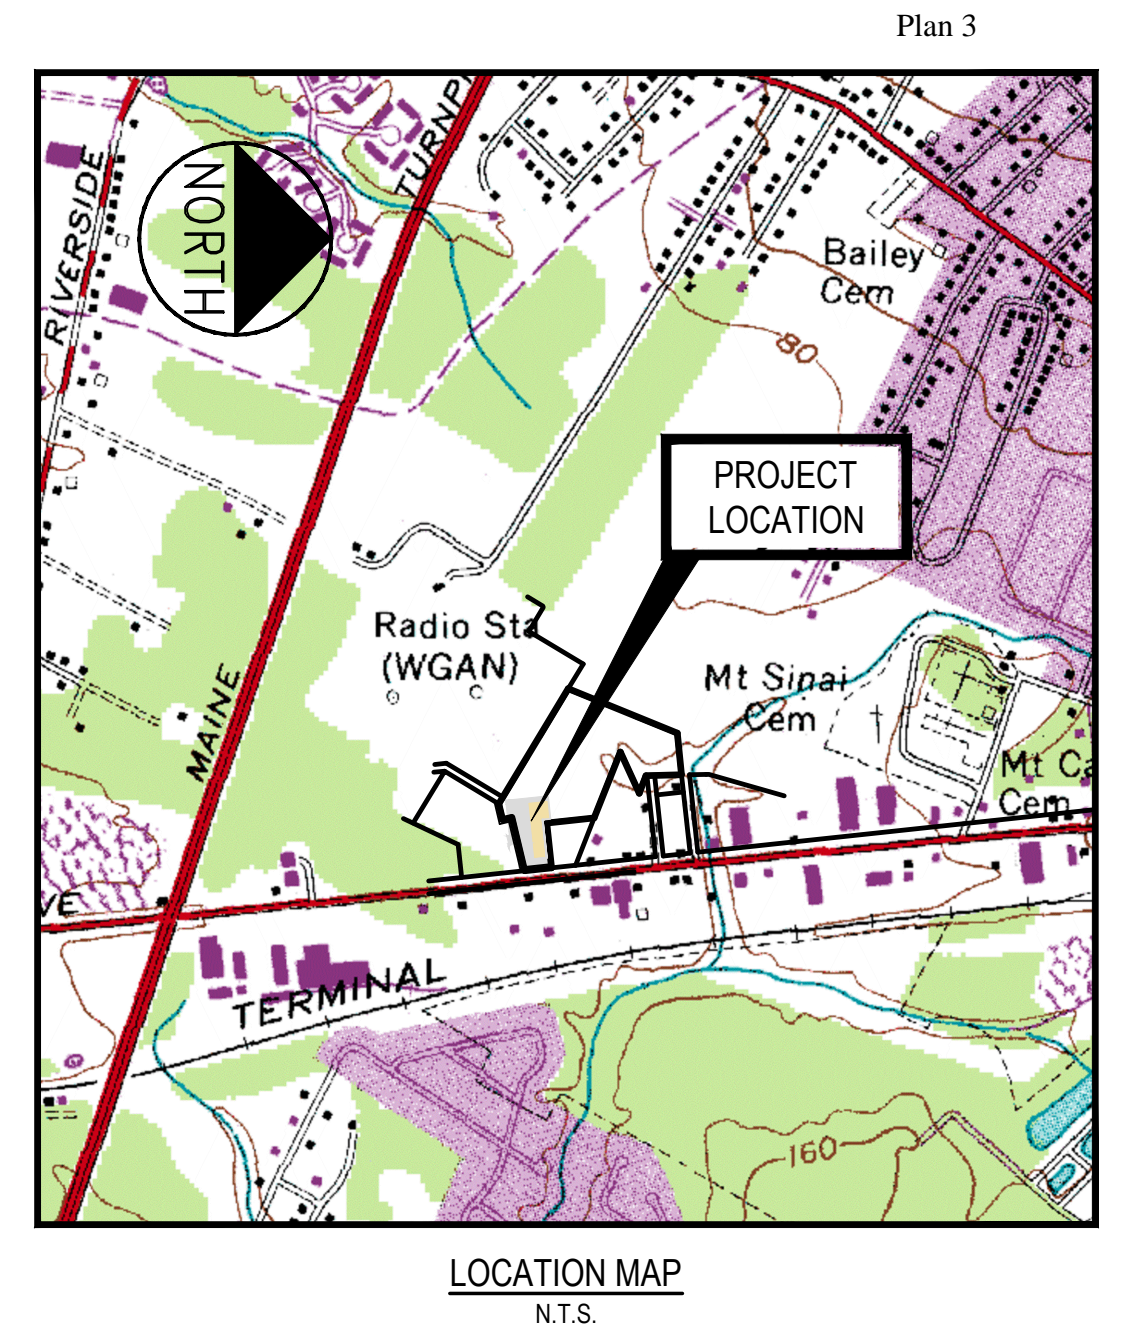 Plan 3
TURNP
RIVERSIDE
NORTH
Bailey
Cem
80
PROJECT
LOCATION
Radio Sta
(WGAN)
Mt Sinai
Cem
MAINE
Mt Ca
Cem
VE
TERMINAL
160
LOCATION MAP
N.T.S.